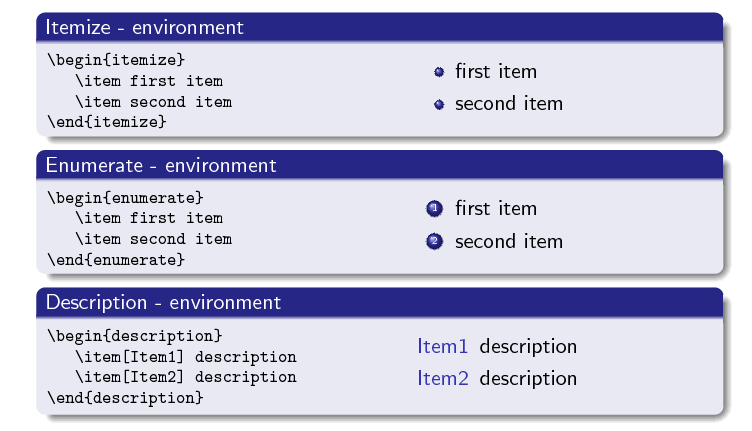 Itemize - environment
\begin{itemize}
\item first item
\item second item
\end{itemize}
first item
second item
Enumerate - environment
\begin{enumerate}
\item first item
\item second item
\end{enumerate}
1 first item
2 second item
Description - environment
\begin{description}
\item[Item1] description
\item[Item2] description
\end{description}
Item1 description
Item2 description